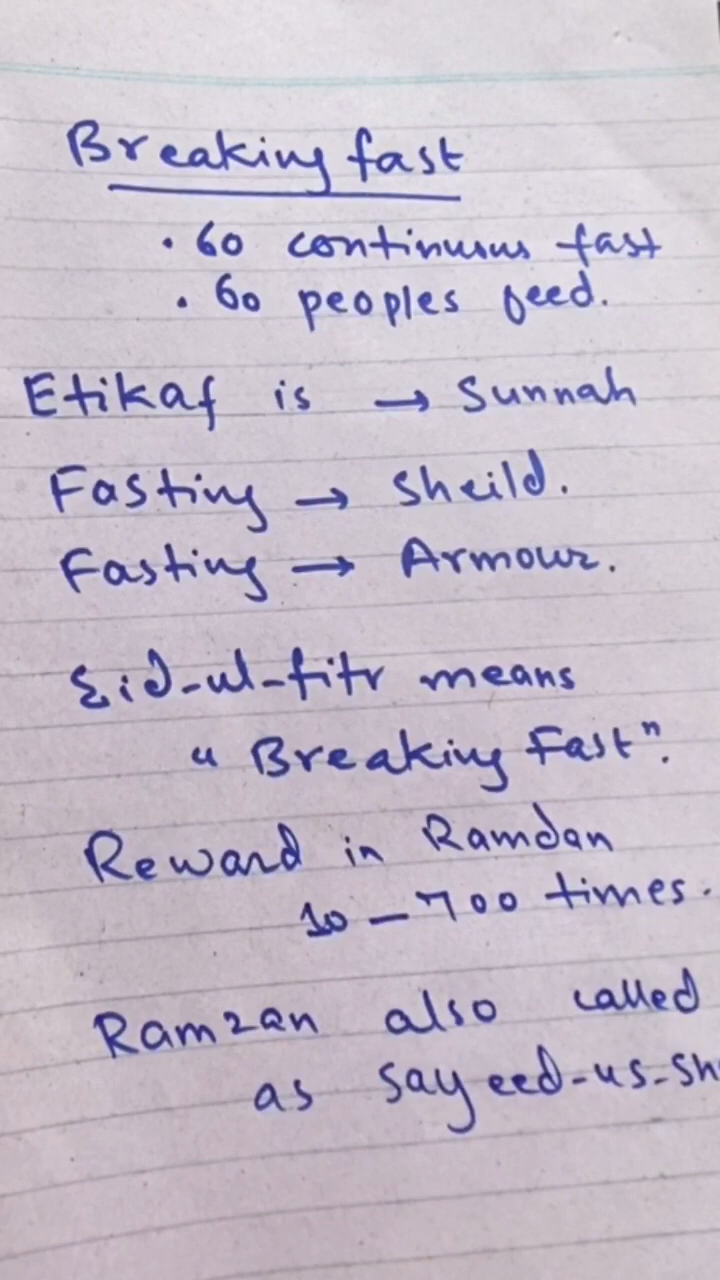 Breaking fast
• 60 continuous fast
• 60 peoples feed.
Etikaf is → Sunnah
Fasting → Sheild.
Fasting → Armour.
Eid-ul-fitr means
"Breaking Fast".
Reward in Ramdan
10 – 700 times.
Ramzan also called
as Sayeed-us-Sh